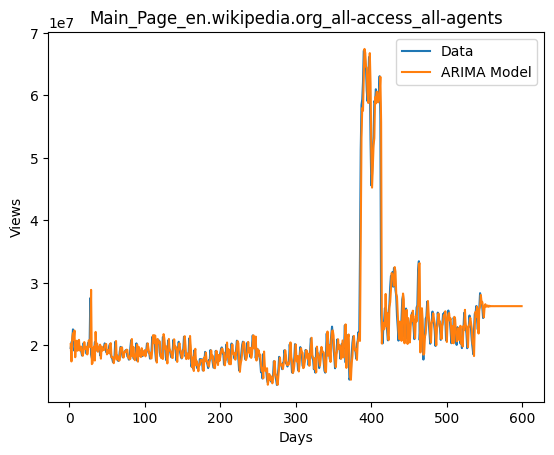 Main_Page_en.wikipedia.org_all-access_all-agents
1e7
Data
ARIMA Model
7
6
5
4
3
2
Views
0 100 200 300 400 500 600
Days